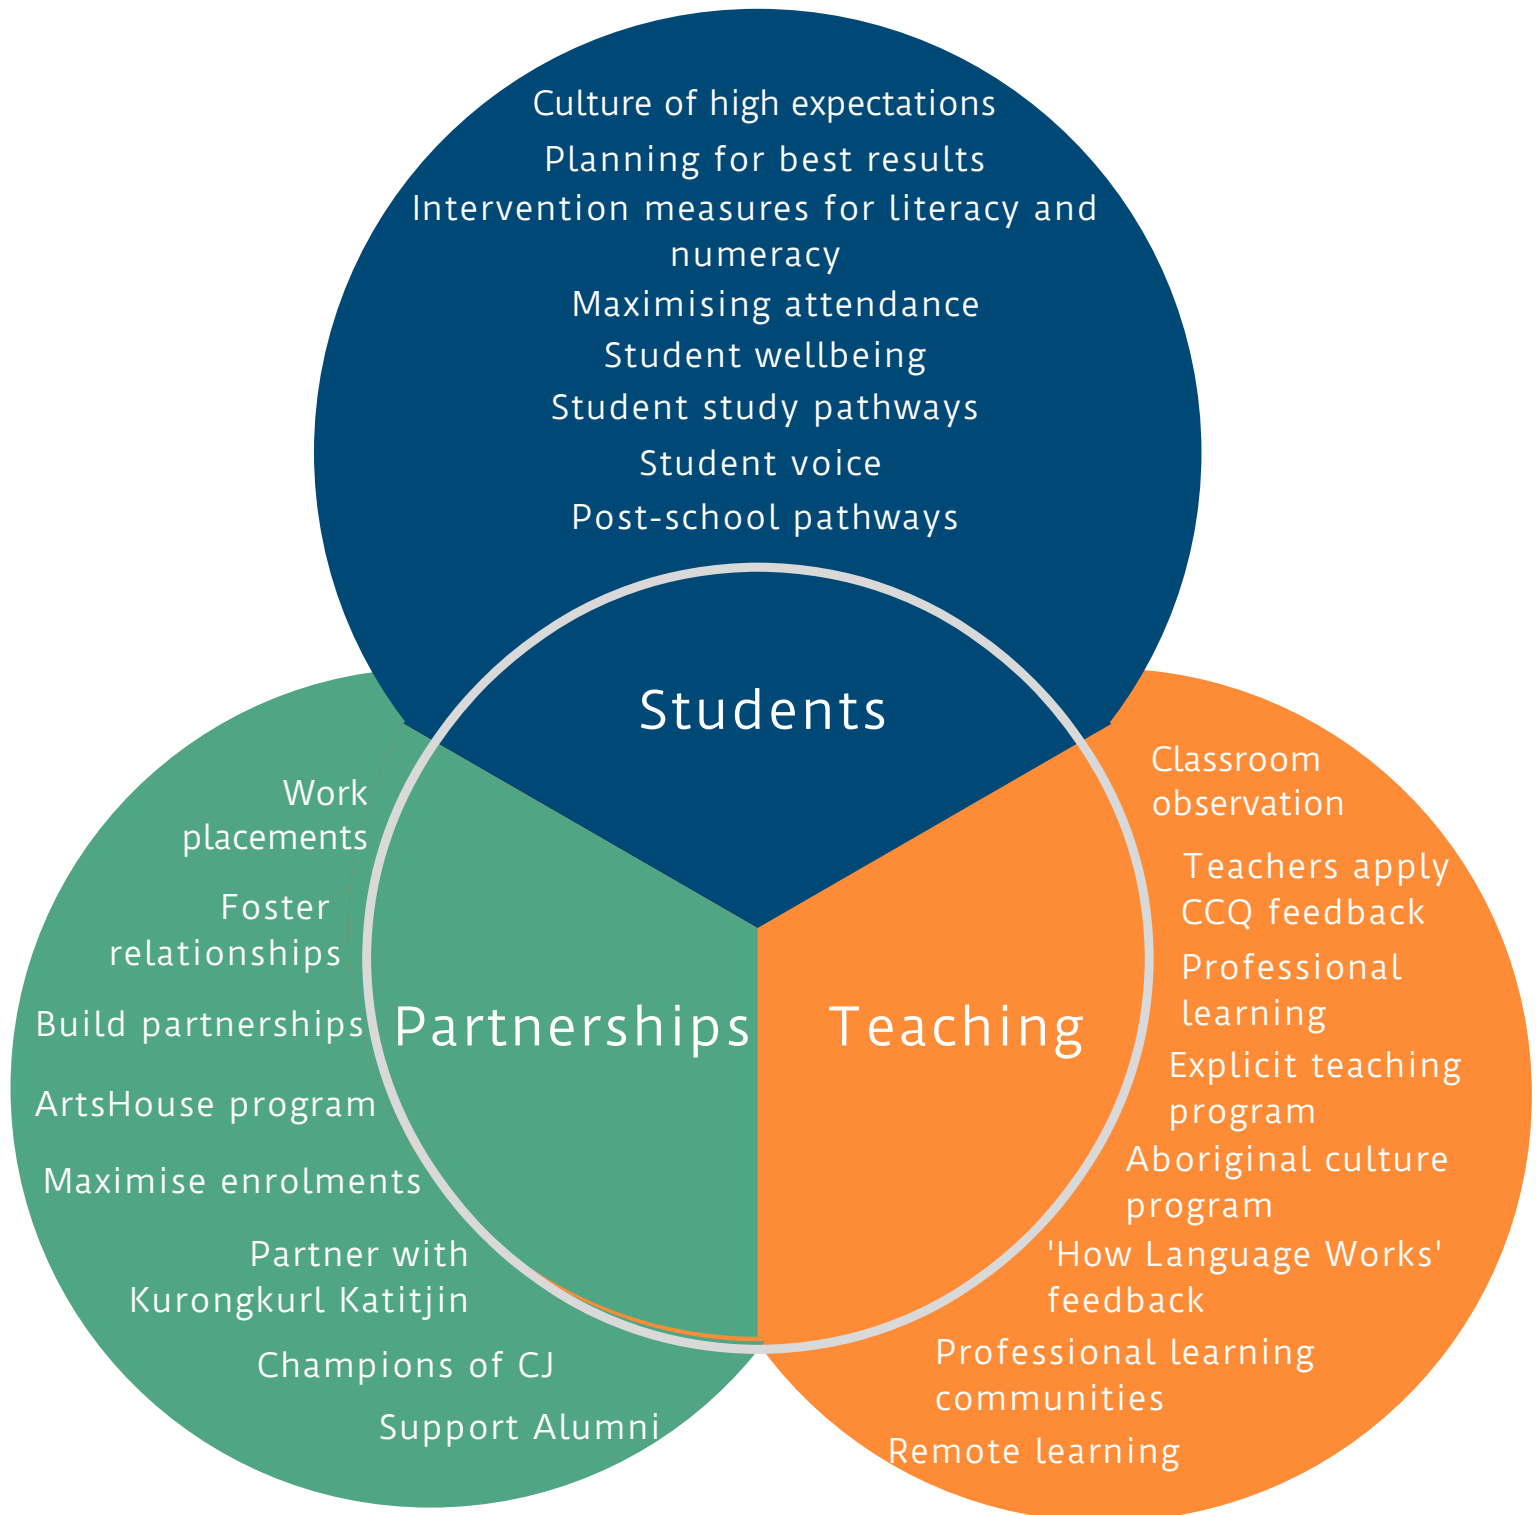 Culture of high expectations
Planning for best results
Intervention measures for literacy and
numeracy
Maximising attendance
Student wellbeing
Student study pathways
Student voice
Post-school pathways
Students
Partnerships
Teaching
Work
placements
Foster
relationships
Build partnerships
ArtsHouse program
Maximise enrolments
Partner with
Kurongkurl Katitjin
Champions of CJ
Support Alumni
Classroom
observation
Teachers apply
CCQ feedback
Professional
learning
Explicit teaching
program
Aboriginal culture
program
'How Language Works'
feedback
Professional learning
communities
Remote learning